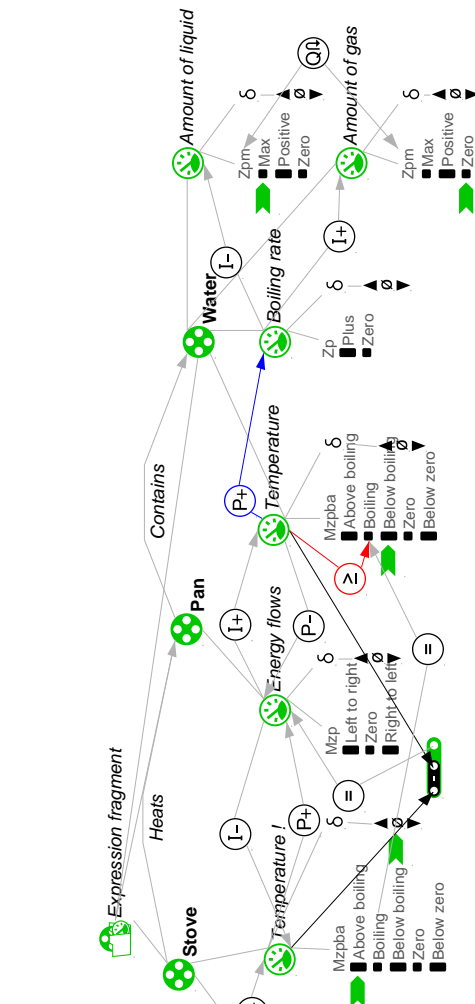 Expression fragment
Stove
Heats
Pan
Contains
Water
Temperature !
δ
ø
Mzpba
Above boiling
Boiling
Below boiling
Zero
Below zero
I-
P+
=
Energy flows
δ
ø
Mzp
Left to right
Zero
Right to left
I+
P-
-
=
Temperature
δ
ø
Mzpba
Above boiling
Boiling
Below boiling
Zero
Below zero
≥
P+
Boiling rate
δ
ø
Zp
Plus
Zero
I-
I+
Amount of liquid
δ
ø
Zpm
Max
Positive
Zero
Amount of gas
δ
ø
Zpm
Max
Positive
Zero